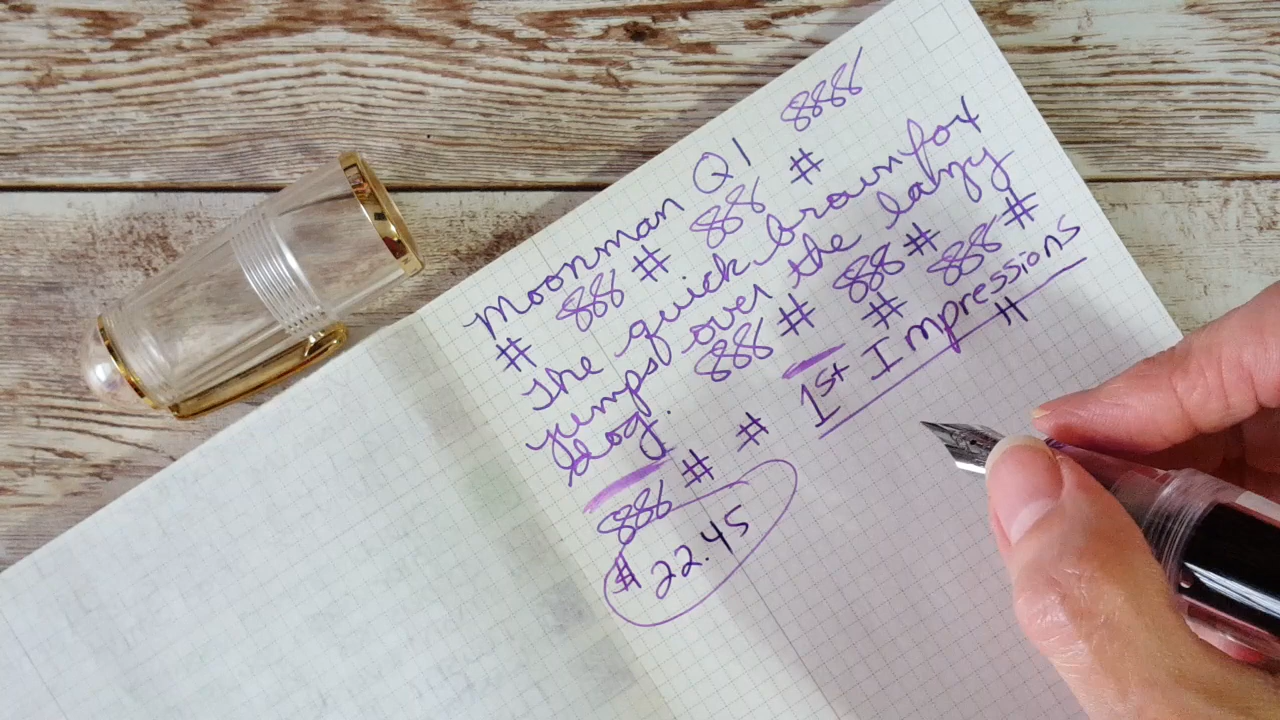 Moonman Q1 8888
# 888 # 888 #
The quick brown fox
jumps over the lazy
dog. 888 # 888 # 888 #
888 # # 1st Impressions #
$22.45